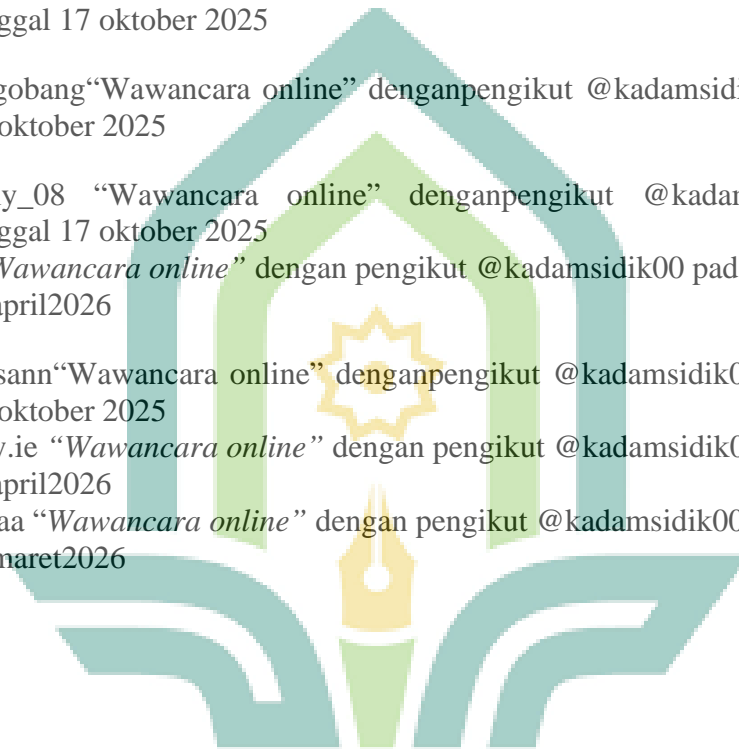 ggal 17 oktober 2025
gobang“Wawancara online” denganpengikut @kadamsidi
oktober 2025
y_08 “Wawancara online” denganpengikut @kadam
ggal 17 oktober 2025
Wawancara online” dengan pengikut @kadamsidik00 pad
april2026
sann“Wawancara online” denganpengikut @kadamsidik0
oktober 2025
y.ie “Wawancara online” dengan pengikut @kadamsidik0
april2026
aa “Wawancara online” dengan pengikut @kadamsidik00
maret2026